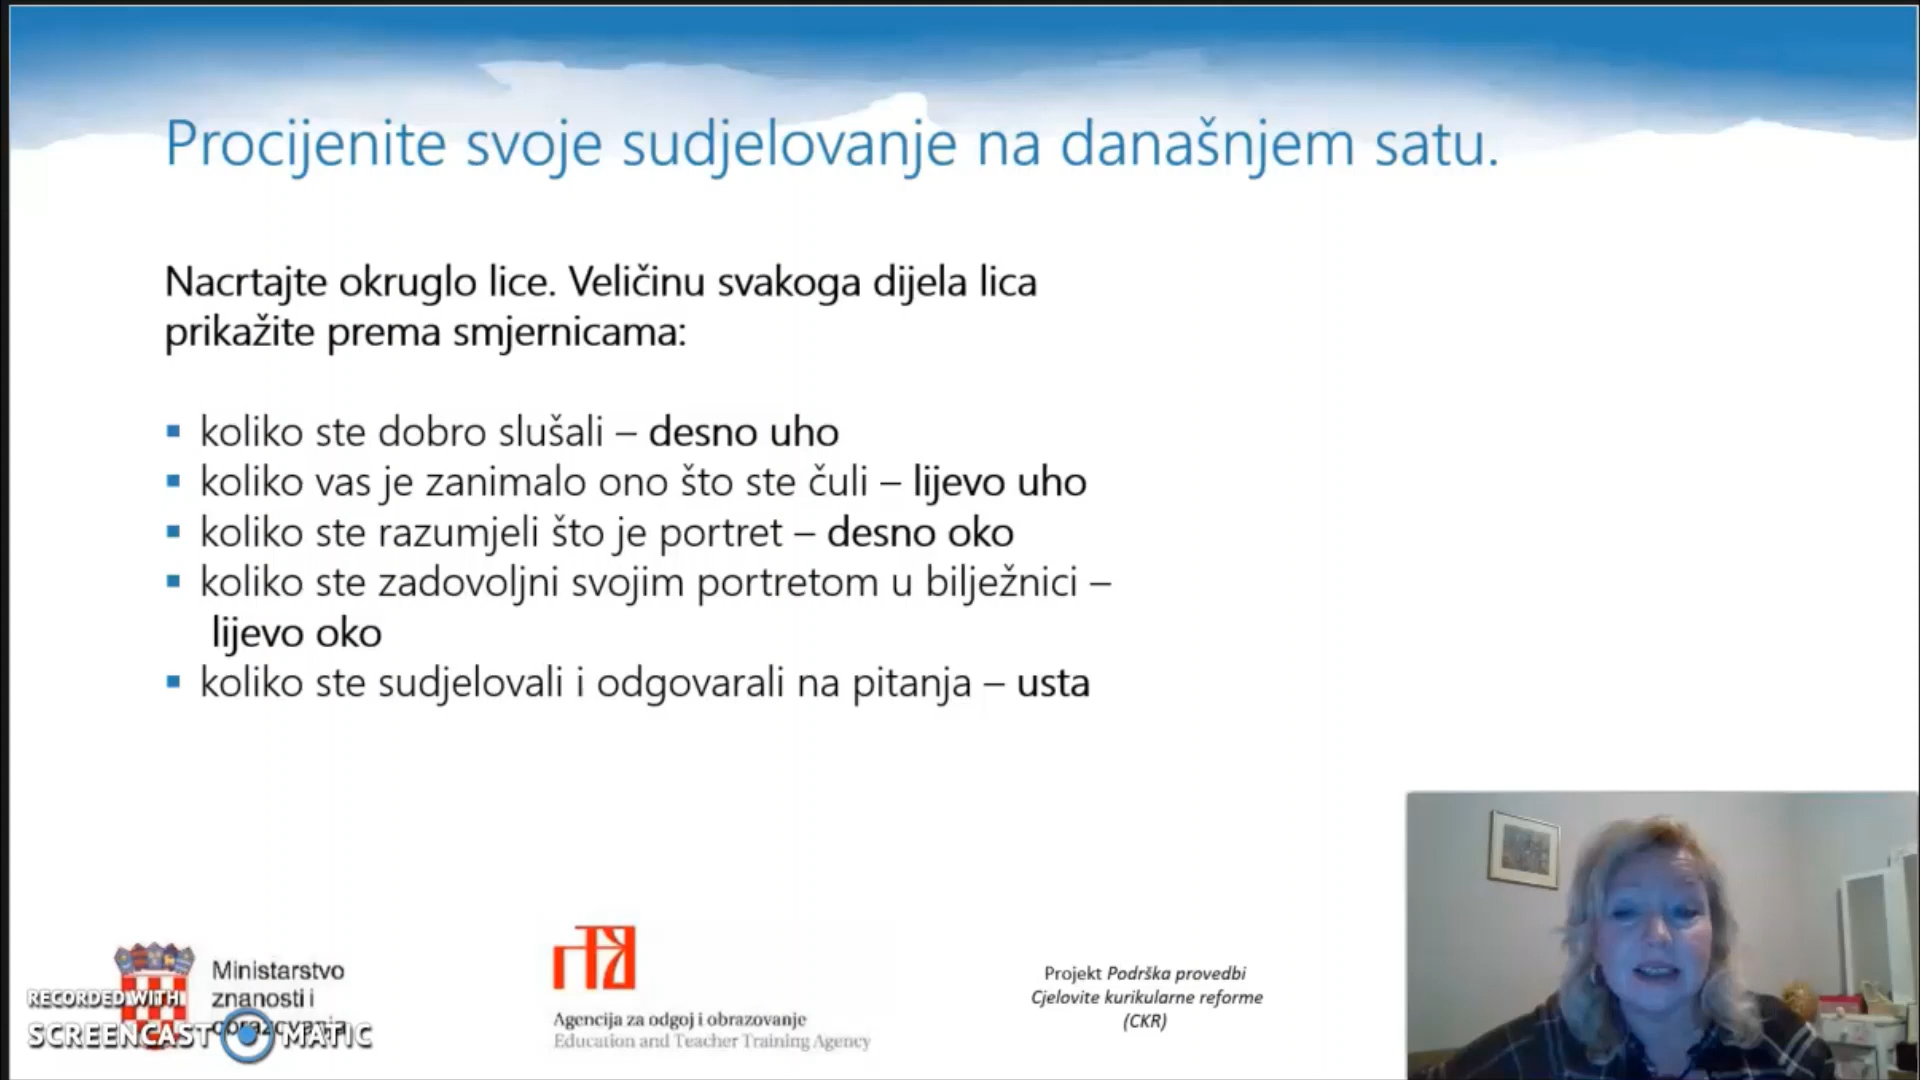 Procijenite svoje sudjelovanje na današnjem satu.
Nacrtajte okruglo lice. Veličinu svakoga dijela lica
prikažite prema smjernicama:
▪ koliko ste dobro slušali – desno uho
▪ koliko vas je zanimalo ono što ste čuli – lijevo uho
▪ koliko ste razumjeli što je portret – desno oko
▪ koliko ste zadovoljni svojim portretom u bilježnici –
lijevo oko
▪ koliko ste sudjelovali i odgovarali na pitanja – usta
Ministarstvo
znanosti i
obrazovanja
RECORDED WITH
SCREENCAST MATIC
Agencija za odgoj i obrazovanje
Education and Teacher Training Agency
Projekt Podrška provedbi
Cjelovite kurikularne reforme
(CKR)